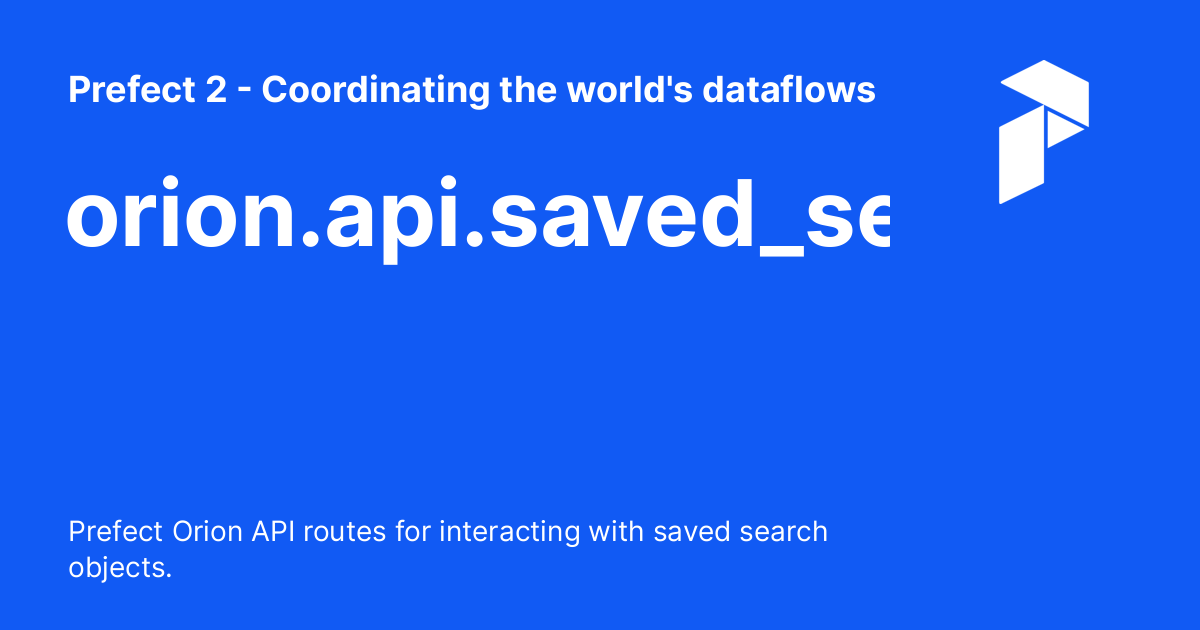 Prefect 2 - Coordinating the world's dataflows
orion.api.saved_se
Prefect Orion API routes for interacting with saved search
objects.